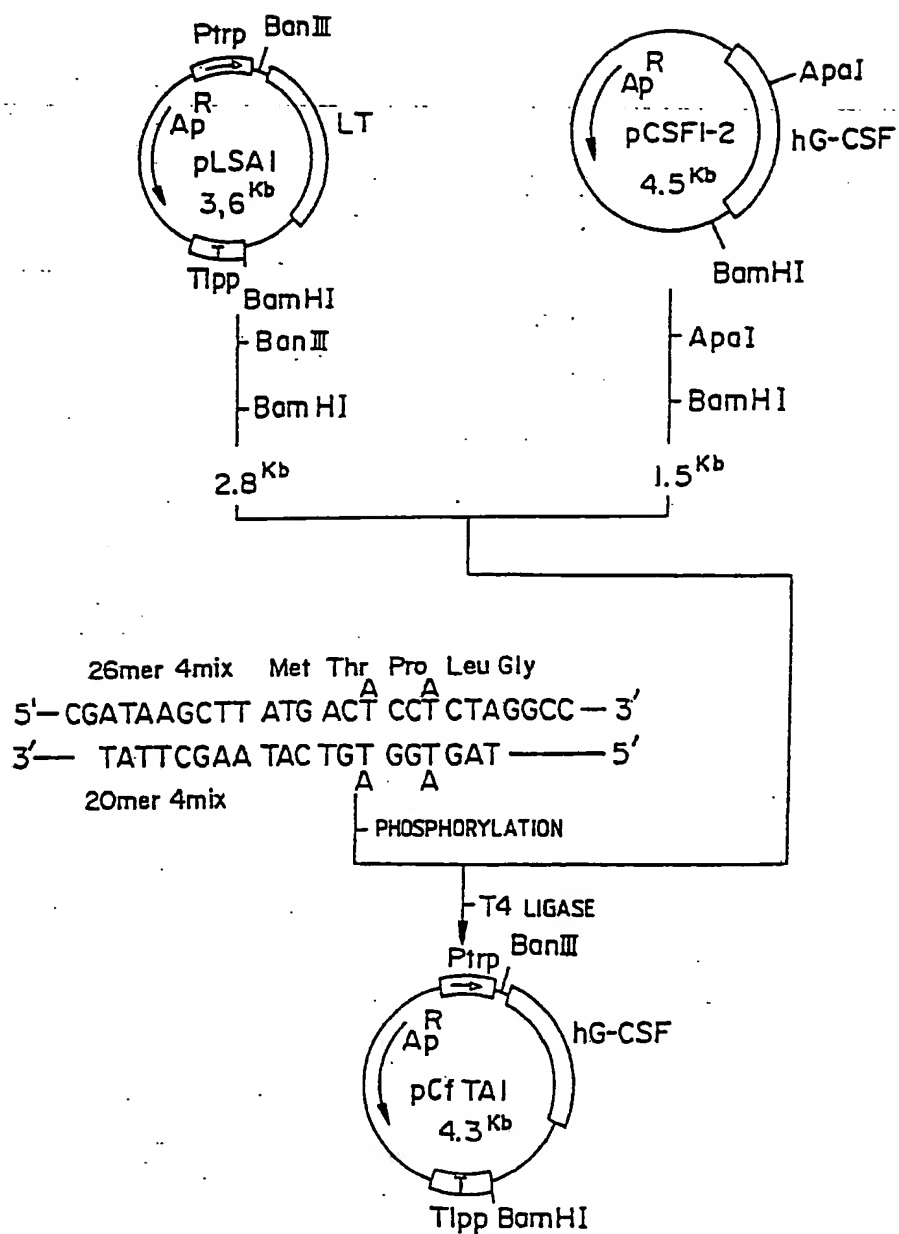 Ptrp BanIII
Ap R
LT
pLSA1
3,6 Kb
Tlpp
T
BamHI
BanIII
BamHI
2.8 Kb
Ap R
ApaI
pCSF1-2
hG-CSF
4.5 Kb
BamHI
ApaI
BamHI
1.5 Kb
26mer 4mix Met Thr Pro Leu Gly
A A
5'-CGATAAGCTT ATG ACT CCT CTAGGCC-3'
3'- TATTCGAA TAC TGT GGT GAT 5'
A A
20mer 4mix
PHOSPHORYLATION
T4 LIGASE
Ptrp BanIII
Ap R
hG-CSF
pCfTA1
4.3 Kb
T
Tlpp BamHI